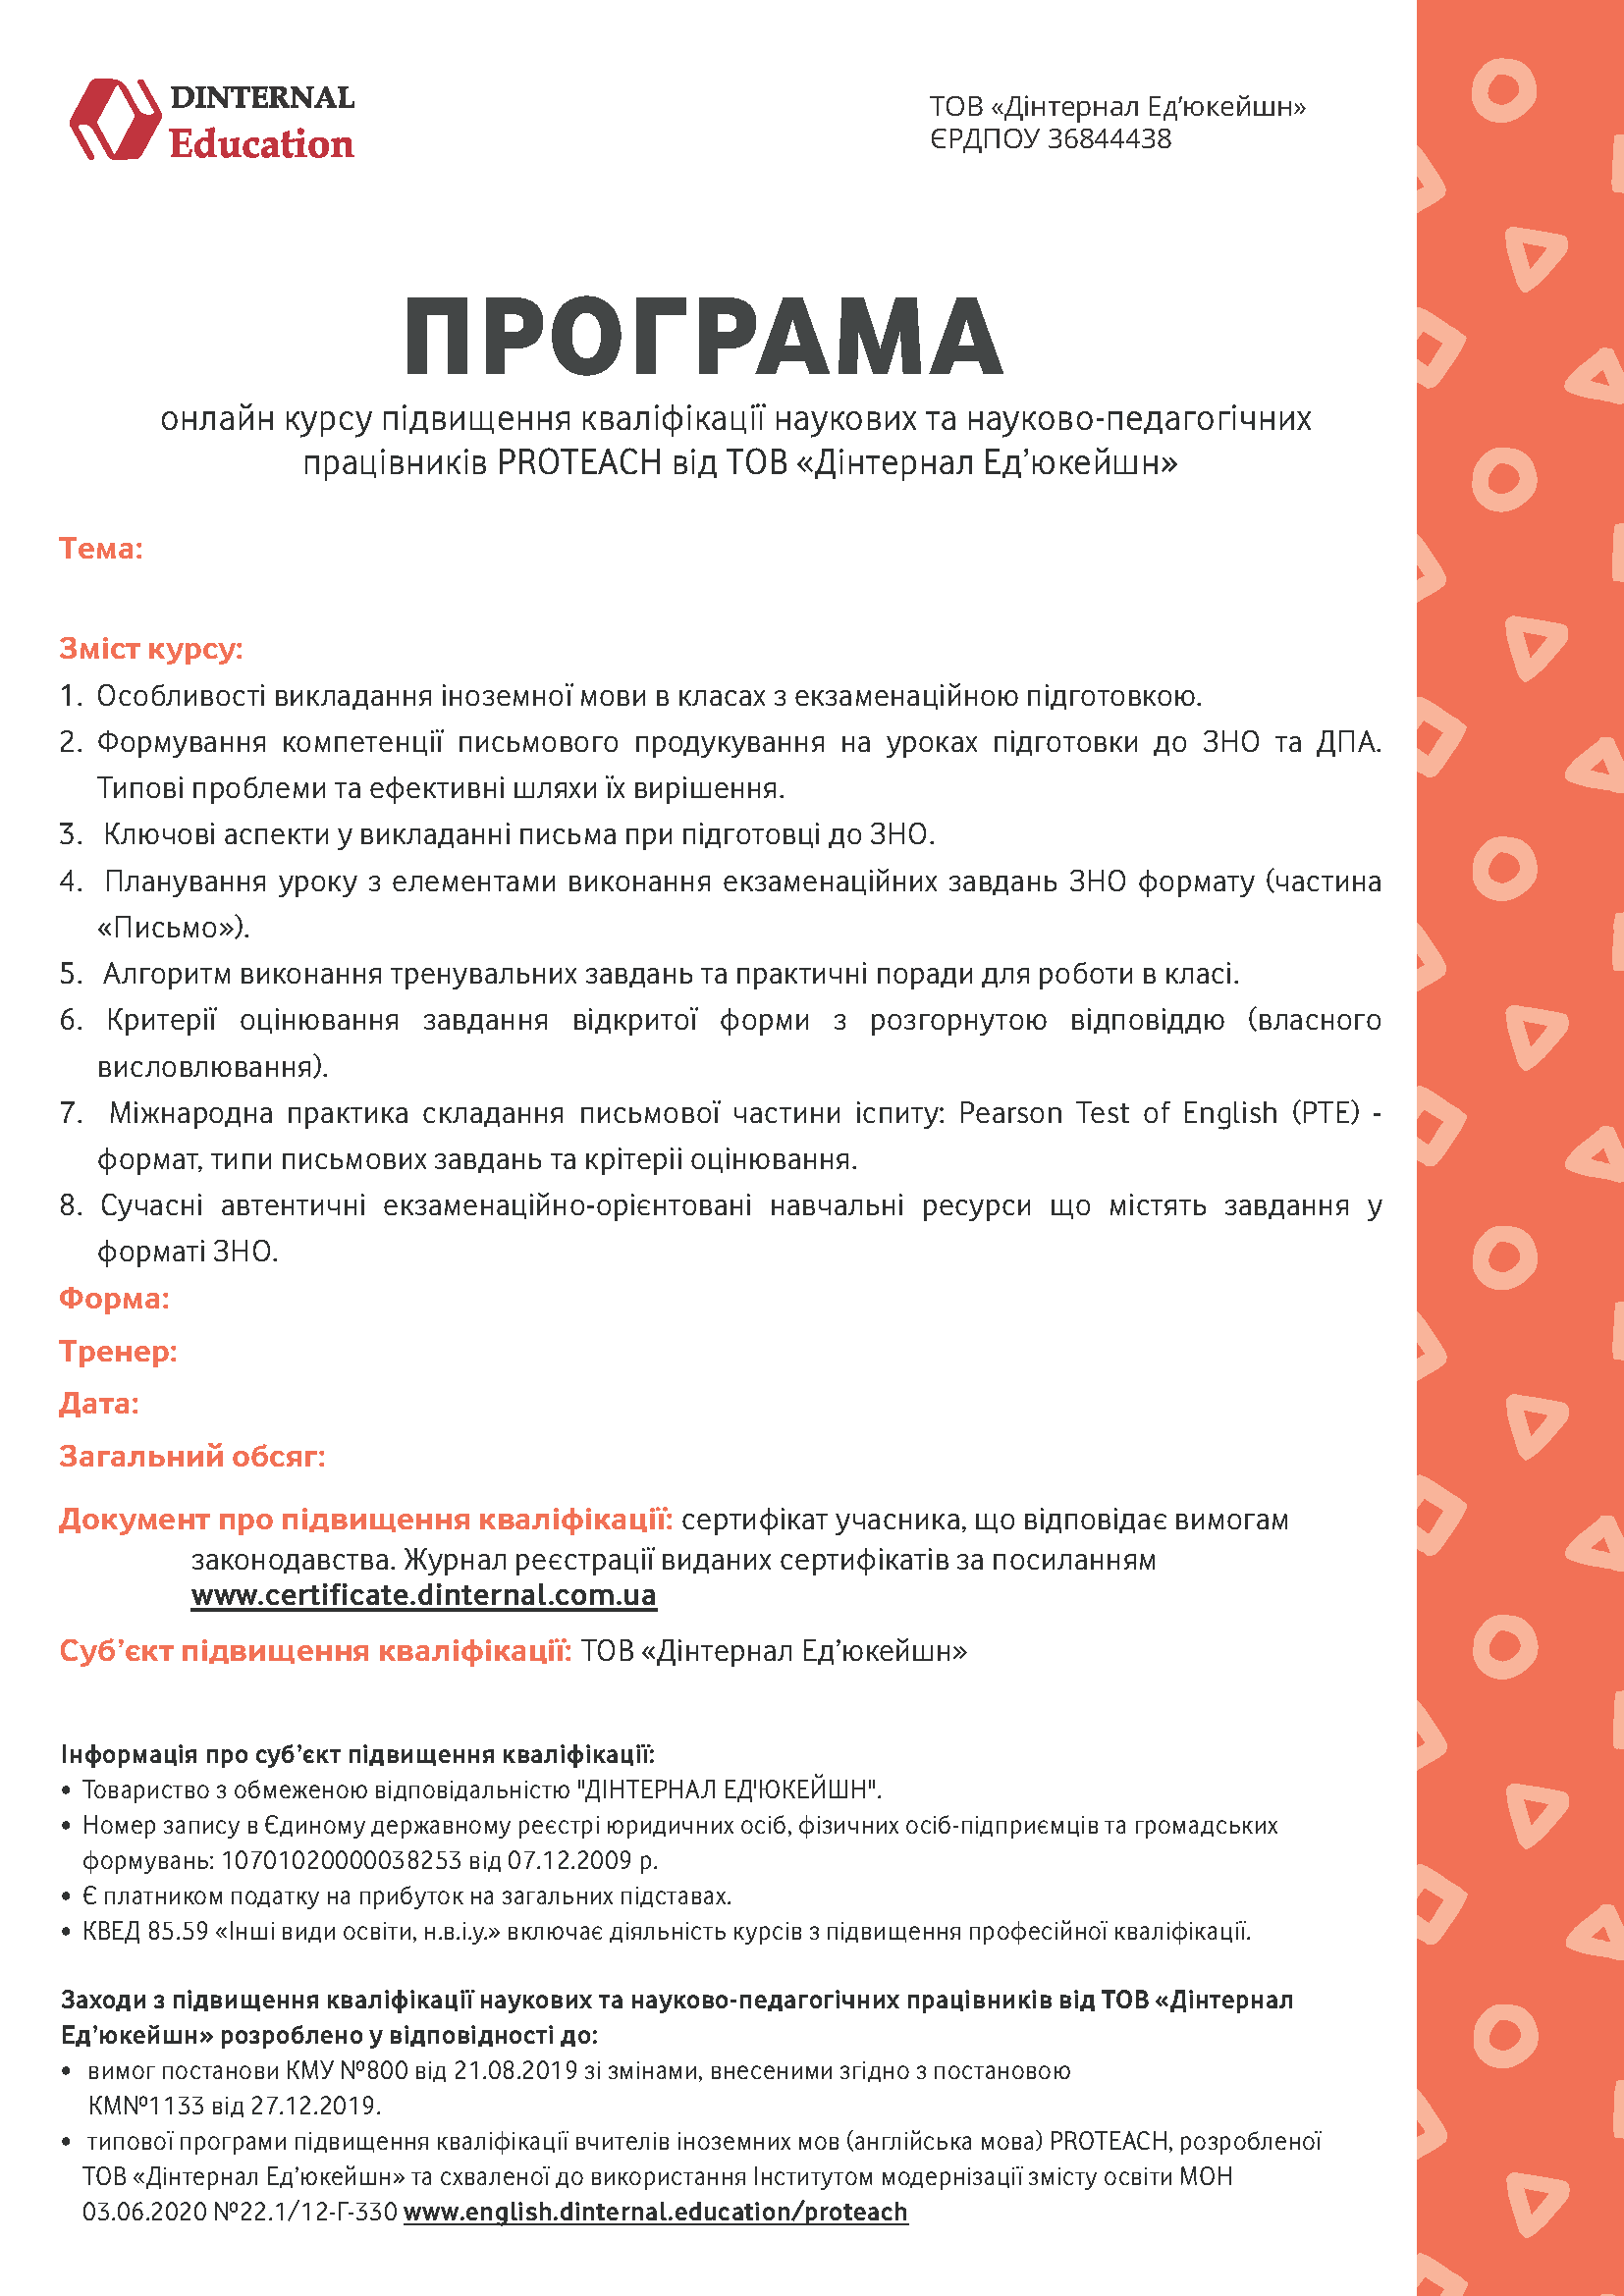 DINTERNAL
Education
ТОВ «Дінтернал Ед’юкейшн»
ЄРДПОУ 36844438
ПРОГРАМА
онлайн курсу підвищення кваліфікації наукових та науково-педагогічних
працівників PROTEACH від ТОВ «Дінтернал Ед’юкейшн»
Тема:
Зміст курсу:
1. Особливості викладання іноземної мови в класах з екзаменаційною підготовкою.
2. Формування компетенції письмового продукування на уроках підготовки до ЗНО та ДПА.
Типові проблеми та ефективні шляхи їх вирішення.
3. Ключові аспекти у викладанні письма при підготовці до ЗНО.
4. Планування уроку з елементами виконання екзаменаційних завдань ЗНО формату (частина
«Письмо»).
5. Алгоритм виконання тренувальних завдань та практичні поради для роботи в класі.
6. Критерії оцінювання завдання відкритої форми з розгорнутою відповіддю (власного
висловлювання).
7. Міжнародна практика складання письмової частини іспиту: Pearson Test of English (PTE) -
формат, типи письмових завдань та крітеріі оцінювання.
8. Сучасні автентичні екзаменаційно-орієнтовані навчальні ресурси що містять завдання у
форматі ЗНО.
Форма:
Тренер:
Дата:
Загальний обсяг:
Документ про підвищення кваліфікації: сертифікат учасника, що відповідає вимогам
законодавства. Журнал реєстрації виданих сертифікатів за посиланням
www.certificate.dinternal.com.ua
Суб’єкт підвищення кваліфікації: ТОВ «Дінтернал Ед’юкейшн»
Інформація про суб’єкт підвищення кваліфікації:
• Товариство з обмеженою відповідальністю "ДІНТЕРНАЛ ЕД'ЮКЕЙШН".
• Номер запису в Єдиному державному реєстрі юридичних осіб, фізичних осіб-підприємців та громадських
формувань: 10701020000038253 від 07.12.2009 р.
• Є платником податку на прибуток на загальних підставах.
• КВЕД 85.59 «Інші види освіти, н.в.і.у.» включає діяльність курсів з підвищення професійної кваліфікації.
Заходи з підвищення кваліфікації наукових та науково-педагогічних працівників від ТОВ «Дінтернал
Ед’юкейшн» розроблено у відповідності до:
• вимог постанови КМУ №800 від 21.08.2019 зі змінами, внесеними згідно з постановою
КМ№1133 від 27.12.2019.
• типової програми підвищення кваліфікації вчителів іноземних мов (англійська мова) PROTEACH, розробленої
ТОВ «Дінтернал Ед’юкейшн» та схваленої до використання Інститутом модернізації змісту освіти МОН
03.06.2020 №22.1/12-Г-330 www.english.dinternal.education/proteach